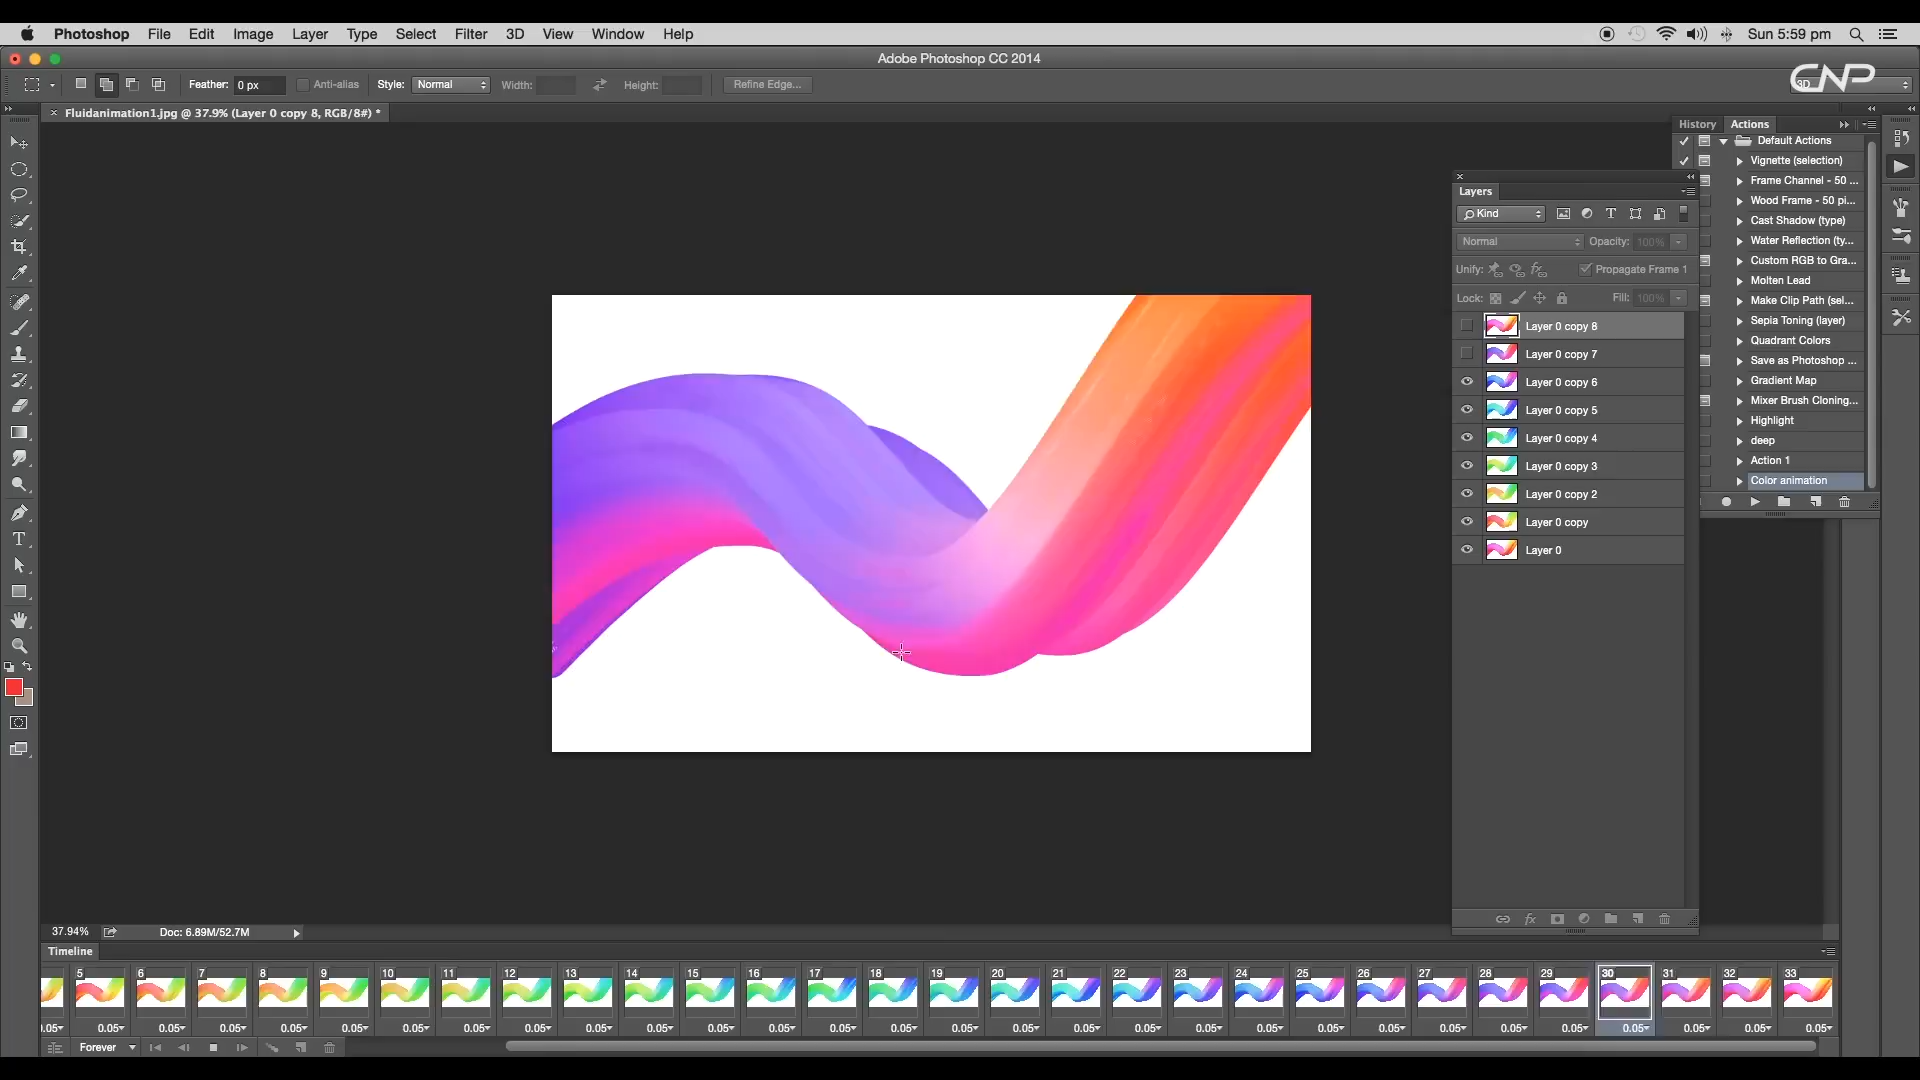 Photoshop File Edit Image Layer Type Select Filter 3D View Window Help Sun 5:59 pm
Adobe Photoshop CC 2014
Feather: 0 px Anti-alias Style: Normal Width: Height: Refine Edge...
CNP
3D
× Fluidanimation1.jpg @ 37.9% (Layer 0 copy 8, RGB/8#) *
History Actions
Default Actions
Vignette (selection)
Frame Channel - 50 ...
Wood Frame - 50 pi...
Cast Shadow (type)
Water Reflection (ty...
Custom RGB to Gra...
Molten Lead
Make Clip Path (sel...
Sepia Toning (layer)
Quadrant Colors
Save as Photoshop ...
Gradient Map
Mixer Brush Cloning...
Highlight
deep
Action 1
Color animation
Layers
Kind
Normal Opacity: 100%
Unify: Propagate Frame 1
Lock: Fill: 100%
Layer 0 copy 8
Layer 0 copy 7
Layer 0 copy 6
Layer 0 copy 5
Layer 0 copy 4
Layer 0 copy 3
Layer 0 copy 2
Layer 0 copy
Layer 0
37.94% Doc: 6.89M/52.7M
Timeline
5 6 7 8 9 10 11 12 13 14 15 16 17 18 19 20 21 22 23 24 25 26 27 28 29 30 31 32 33
0.05 0.05 0.05 0.05 0.05 0.05 0.05 0.05 0.05 0.05 0.05 0.05 0.05 0.05 0.05 0.05 0.05 0.05 0.05 0.05 0.05 0.05 0.05 0.05 0.05 0.05 0.05 0.05 0.05 0.05
Forever